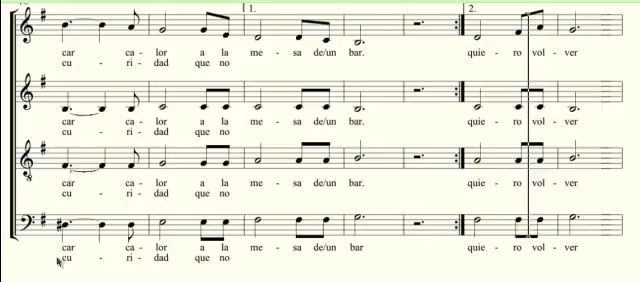 1. 2.
car ca - lor a la me - sa de/un bar. quie - ro vol - ver
cu - ri - dad que no
car ca - lor a la me - sa de/un bar. quie - ro vol - ver
cu - ri - dad que no
car ca - lor a la me - sa de/un bar. quie - ro vol - ver
cu - ri - dad que no
car ca - lor a la me - sa de/un bar quie - ro vol - ver
cu - ri - dad que no